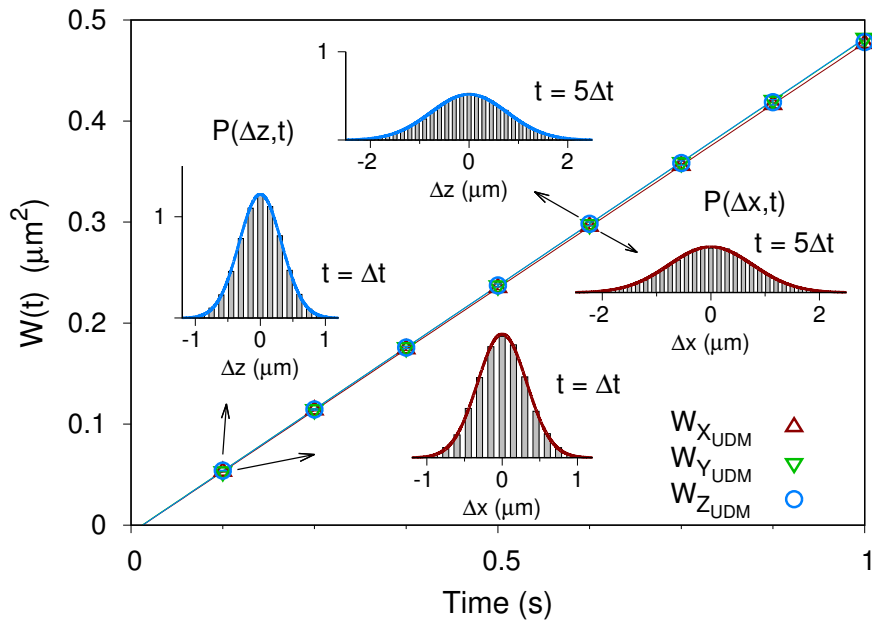 0.5
0.4
0.3
0.2
0.1
0
W(t) (μm²)
0
0.5
1
Time (s)
P(Δz,t)
1
t = 5Δt
-2
0
2
Δz (μm)
1
t = Δt
-1
0
1
Δz (μm)
P(Δx,t)
t = 5Δt
-2
0
2
Δx (μm)
t = Δt
-1
0
1
Δx (μm)
W_X_UDM
W_Y_UDM
W_Z_UDM